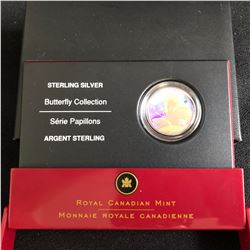 STERLING SILVER
Butterfly Collection
Série Papillons
ARGENT STERLING
ROYAL CANADIAN MINT
MONNAIE ROYALE CANADIENNE